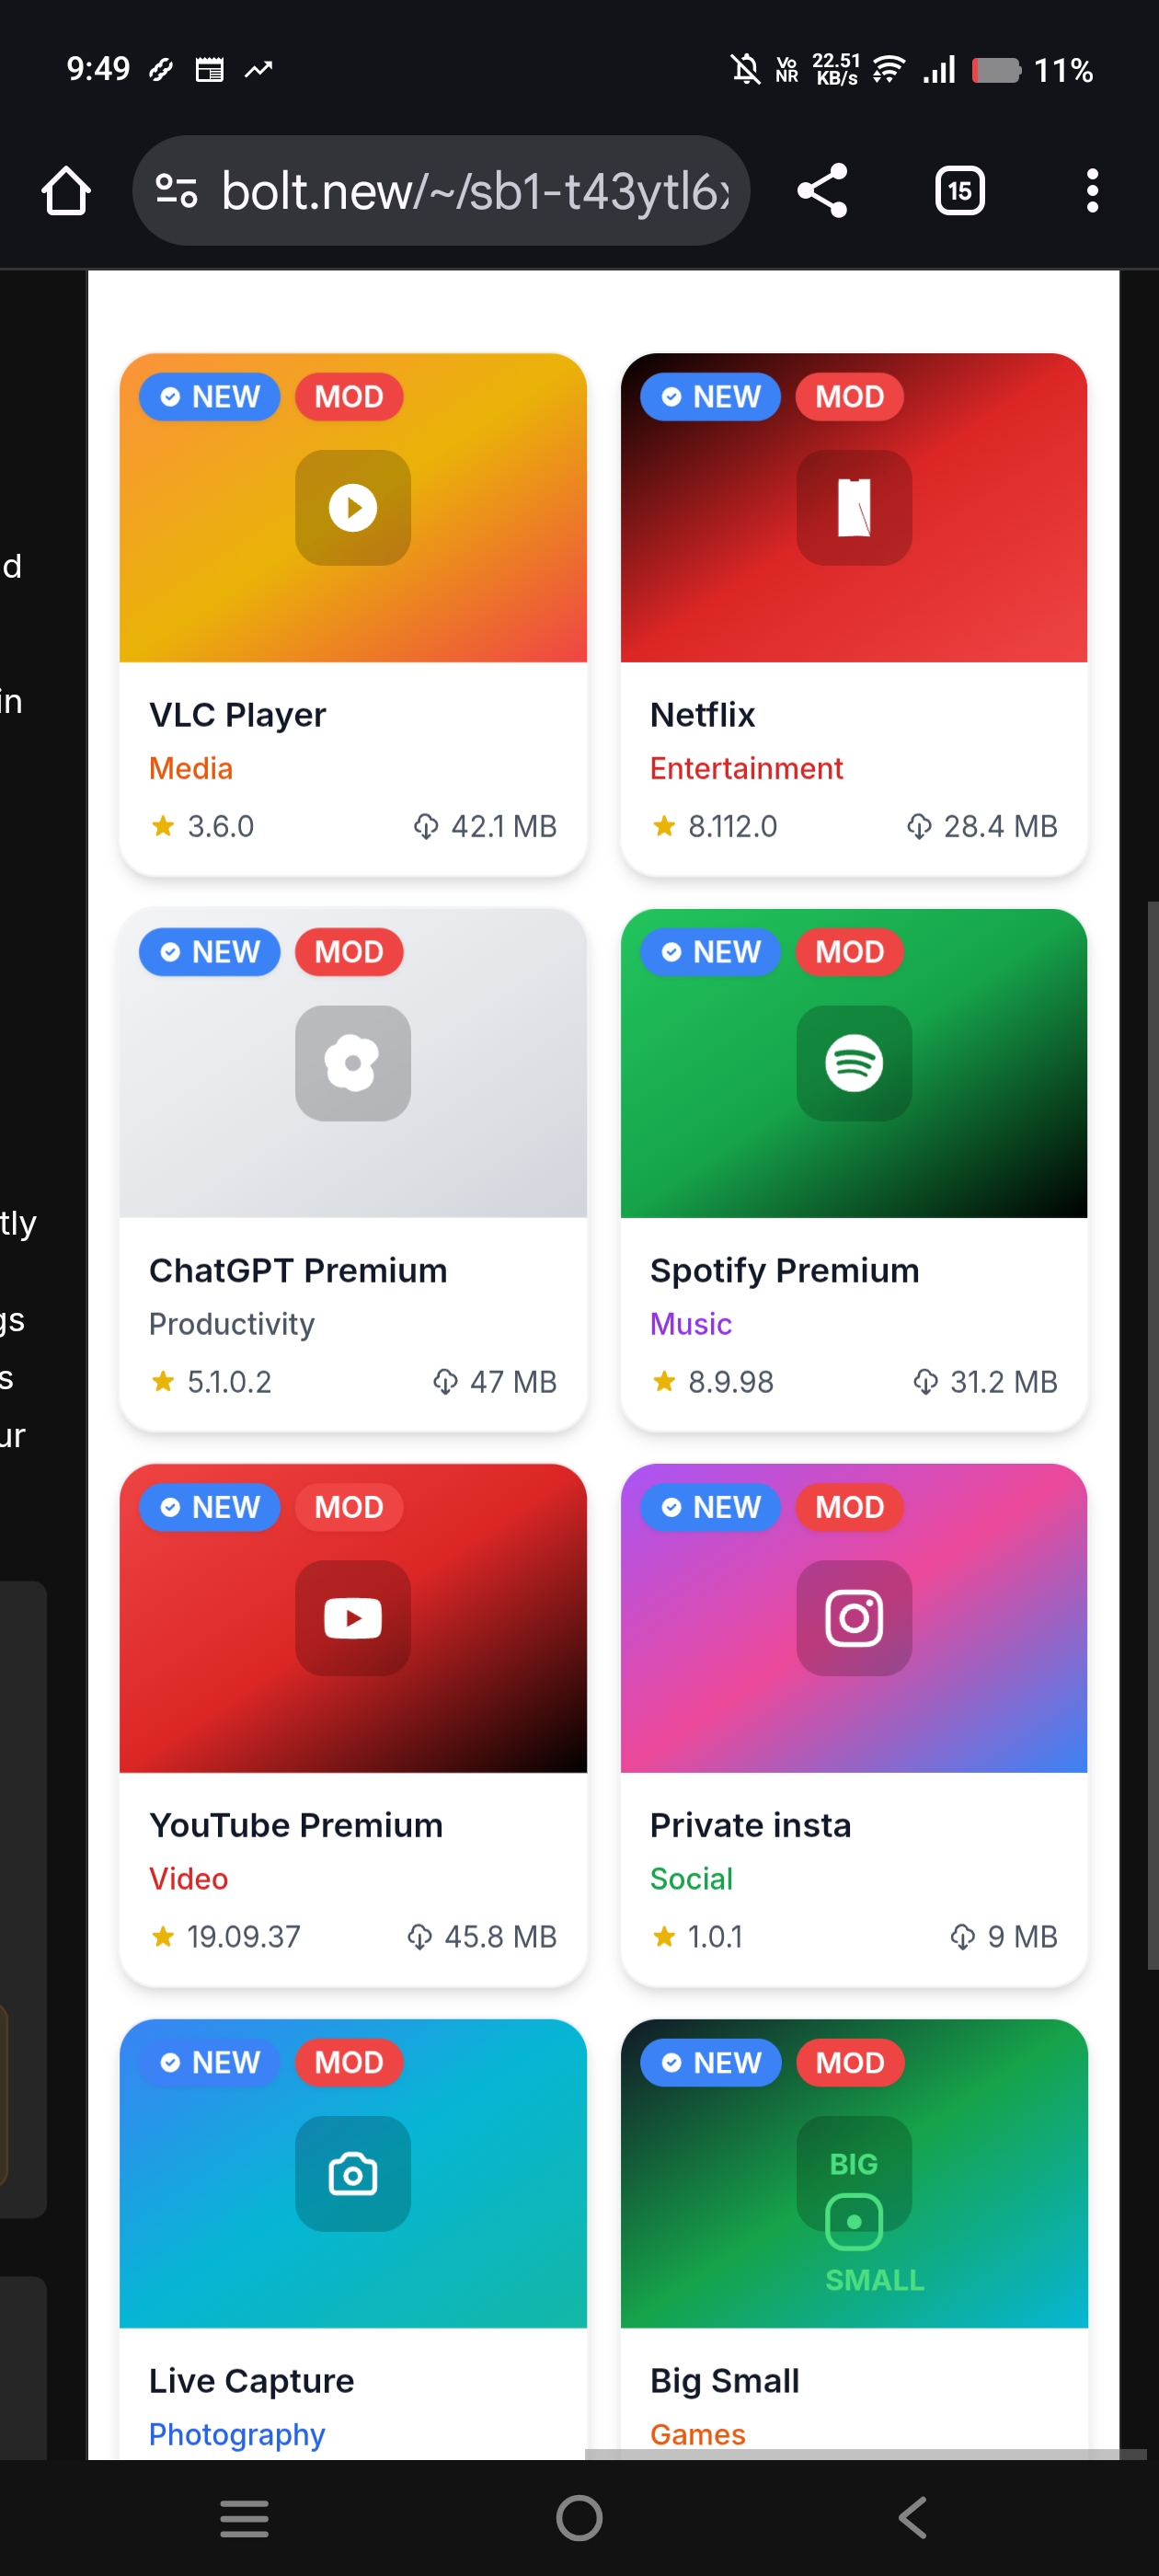 9:49
Vo
NR
22.51
KB/s
11%
bolt.new/~/sb1-t43ytl6
15
d
in
tly
gs
s
ur
NEW MOD
VLC Player
Media
3.6.0 42.1 MB
NEW MOD
Netflix
Entertainment
8.112.0 28.4 MB
NEW MOD
ChatGPT Premium
Productivity
5.1.0.2 47 MB
NEW MOD
Spotify Premium
Music
8.9.98 31.2 MB
NEW MOD
YouTube Premium
Video
19.09.37 45.8 MB
NEW MOD
Private insta
Social
1.0.1 9 MB
NEW MOD
Live Capture
Photography
NEW MOD
BIG
SMALL
Big Small
Games